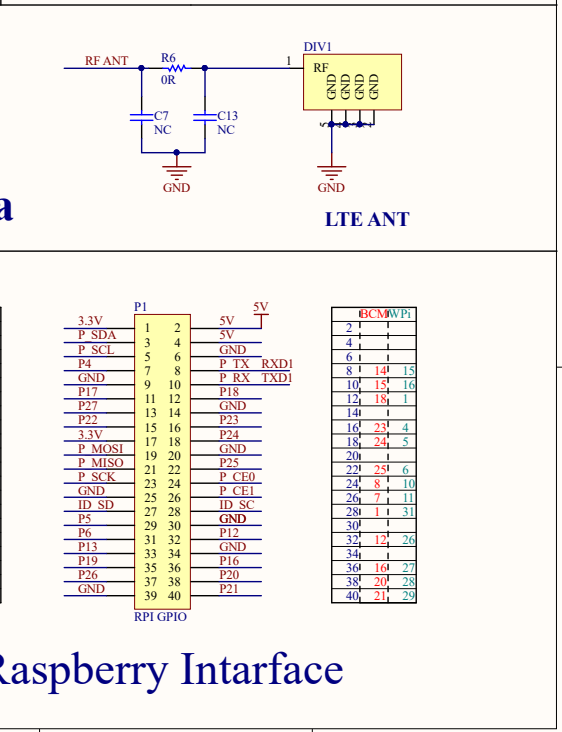 DIV1
RF ANT R6 1 RF
0R GND GND GND GND
C7 C13
NC NC
GND GND
a
LTE ANT
P1 5V
BCM WPi
3.3V 1 2 5V 2
P_SDA 3 4 5V 4
P_SCL 5 6 GND 6
P4 7 8 P_TX RXD1 8 14 15
GND 9 10 P_RX TXD1 10 15 16
P17 11 12 P18 12 18 1
P27 13 14 GND 14
P22 15 16 P23 16 23 4
3.3V 17 18 P24 18 24 5
P_MOSI 19 20 GND 20
P_MISO 21 22 P25 22 25 6
P_SCK 23 24 P_CE0 24 8 10
GND 25 26 P_CE1 26 7 11
ID_SD 27 28 ID_SC 28 1 31
P5 29 30 GND 30
P6 31 32 P12 32 12 26
P13 33 34 GND 34
P19 35 36 P16 36 16 27
P26 37 38 P20 38 20 28
GND 39 40 P21 40 21 29
RPI GPIO
Raspberry Intarface